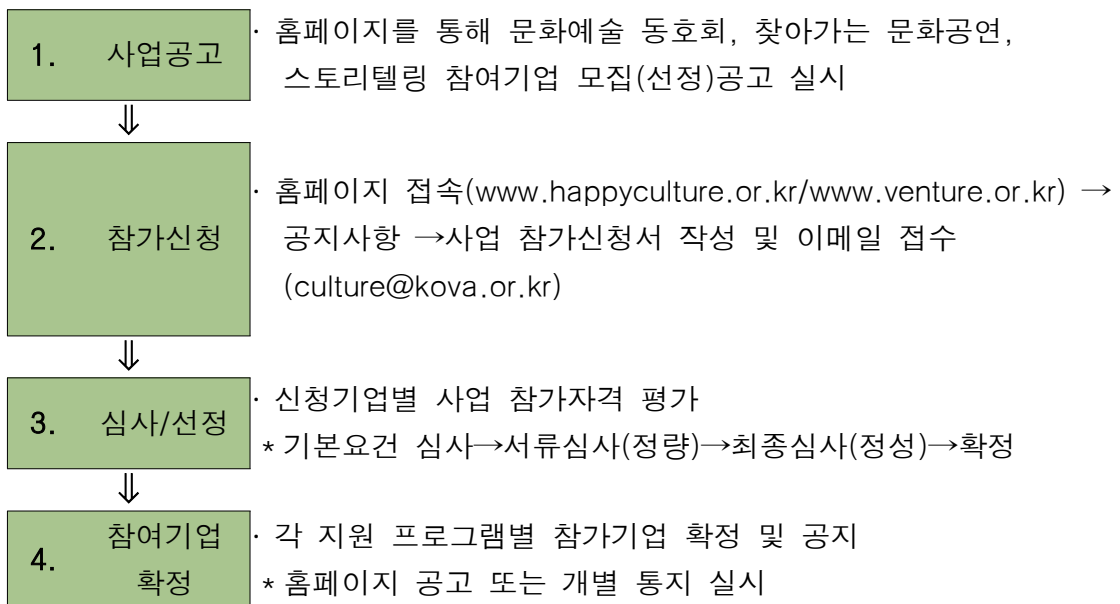 1. 사업공고
· 홈페이지를 통해 문화예술 동호회, 찾아가는 문화공연,
스토리텔링 참여기업 모집(선정)공고 실시
⇓
2. 참가신청
· 홈페이지 접속(www.happyculture.or.kr/www.venture.or.kr) →
공지사항 →사업 참가신청서 작성 및 이메일 접수
(culture@kova.or.kr)
⇓
3. 심사/선정
· 신청기업별 사업 참가자격 평가
* 기본요건 심사→서류심사(정량)→최종심사(정성)→확정
⇓
4. 참여기업
확정
· 각 지원 프로그램별 참가기업 확정 및 공지
* 홈페이지 공고 또는 개별 통지 실시